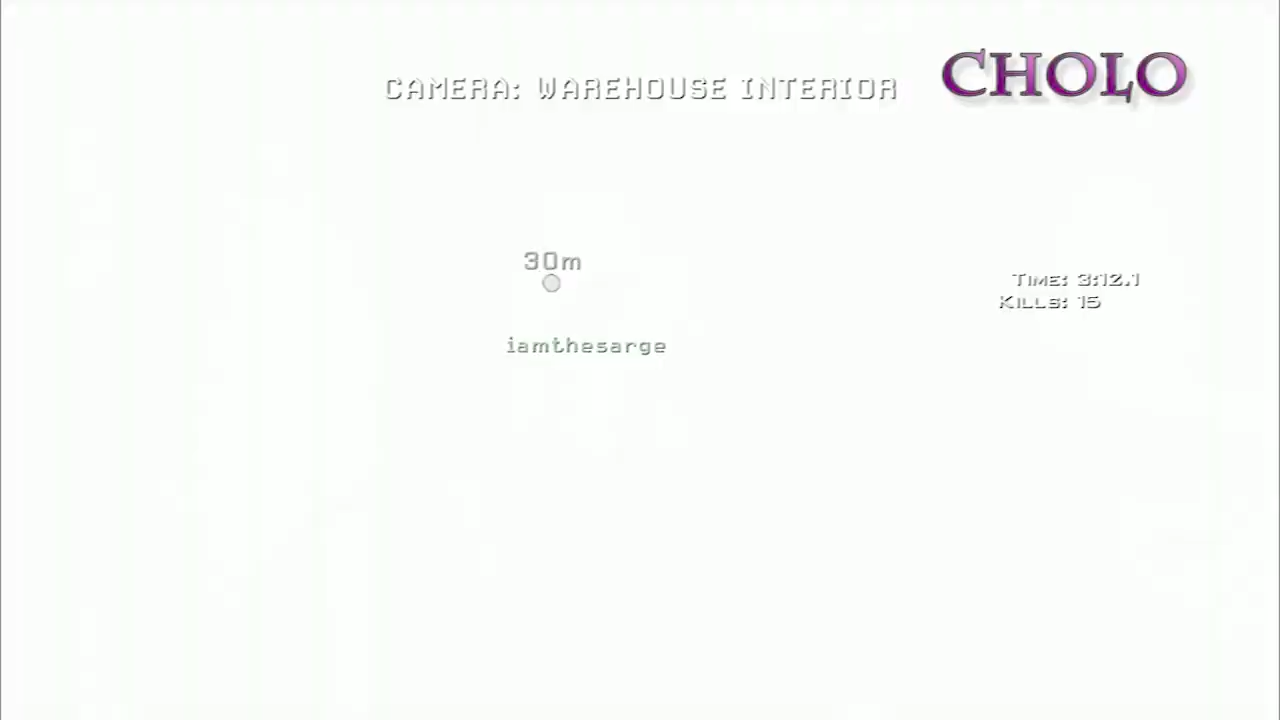 CHOLO
CAMERA: WAREHOUSE INTERIOR
30m
TIME: 3:12.1
KILLS: 15
iamthesarge